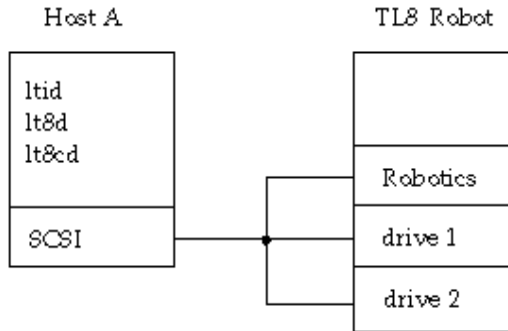 Host A
TL8 Robot
ltid
lt8d
lt8cd
Robotics
SCSI
drive 1
drive 2